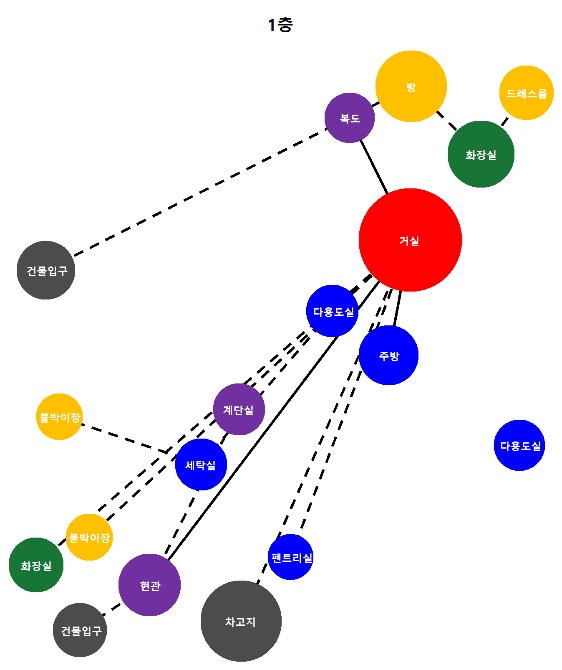 1층
방
드레스룸
복도
화장실
거실
건물입구
다용도실
주방
계단실
붙박이장
다용도실
세탁실
붙박이장
펜트리실
화장실
현관
차고지
건물입구